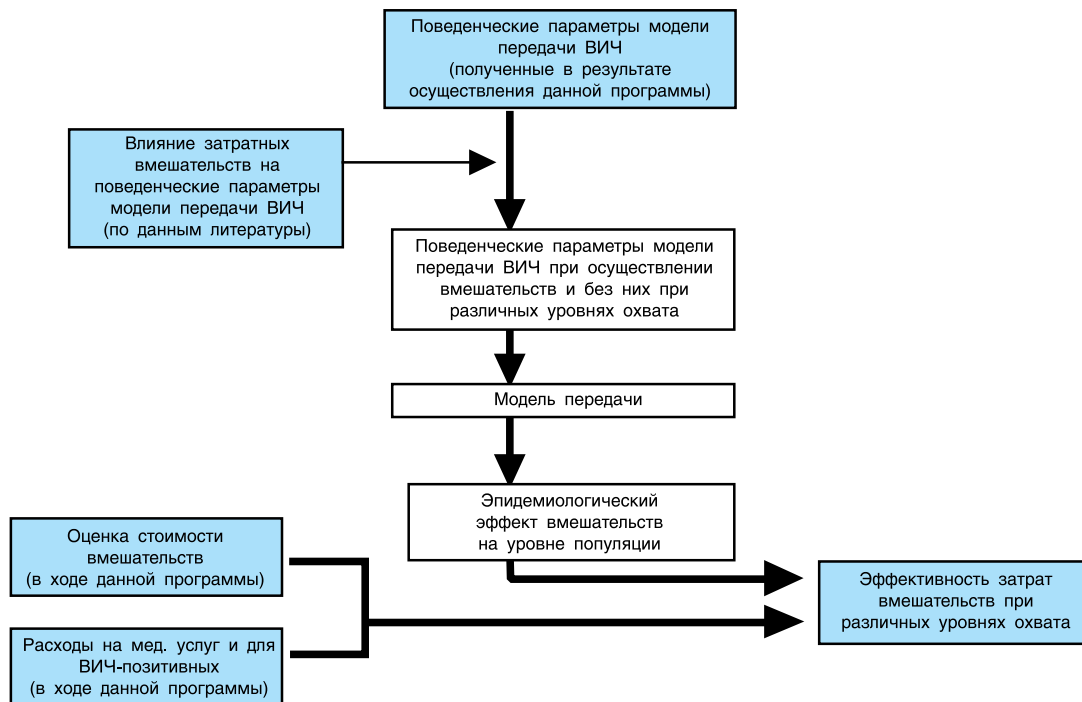 Поведенческие параметры модели
передачи ВИЧ
(полученные в результате
осуществления данной программы)
Влияние затратных
вмешательств на
поведенческие параметры
модели передачи ВИЧ
(по данным литературы)
Поведенческие параметры модели
передачи ВИЧ при осуществлении
вмешательств и без них при
различных уровнях охвата
Модель передачи
Эпидемиологический
эффект вмешательств
на уровне популяции
Оценка стоимости
вмешательств
(в ходе данной программы)
Эффективность затрат
вмешательств при
различных уровнях охвата
Расходы на мед. услуг и для
ВИЧ-позитивных
(в ходе данной программы)